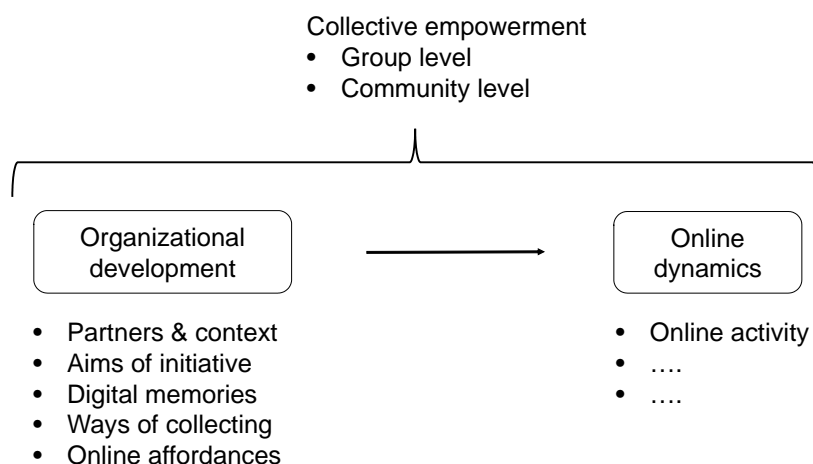 Collective empowerment
• Group level
• Community level
Organizational
development
Online
dynamics
• Partners & context
• Aims of initiative
• Digital memories
• Ways of collecting
• Online affordances
• Online activity
• ….
• ….